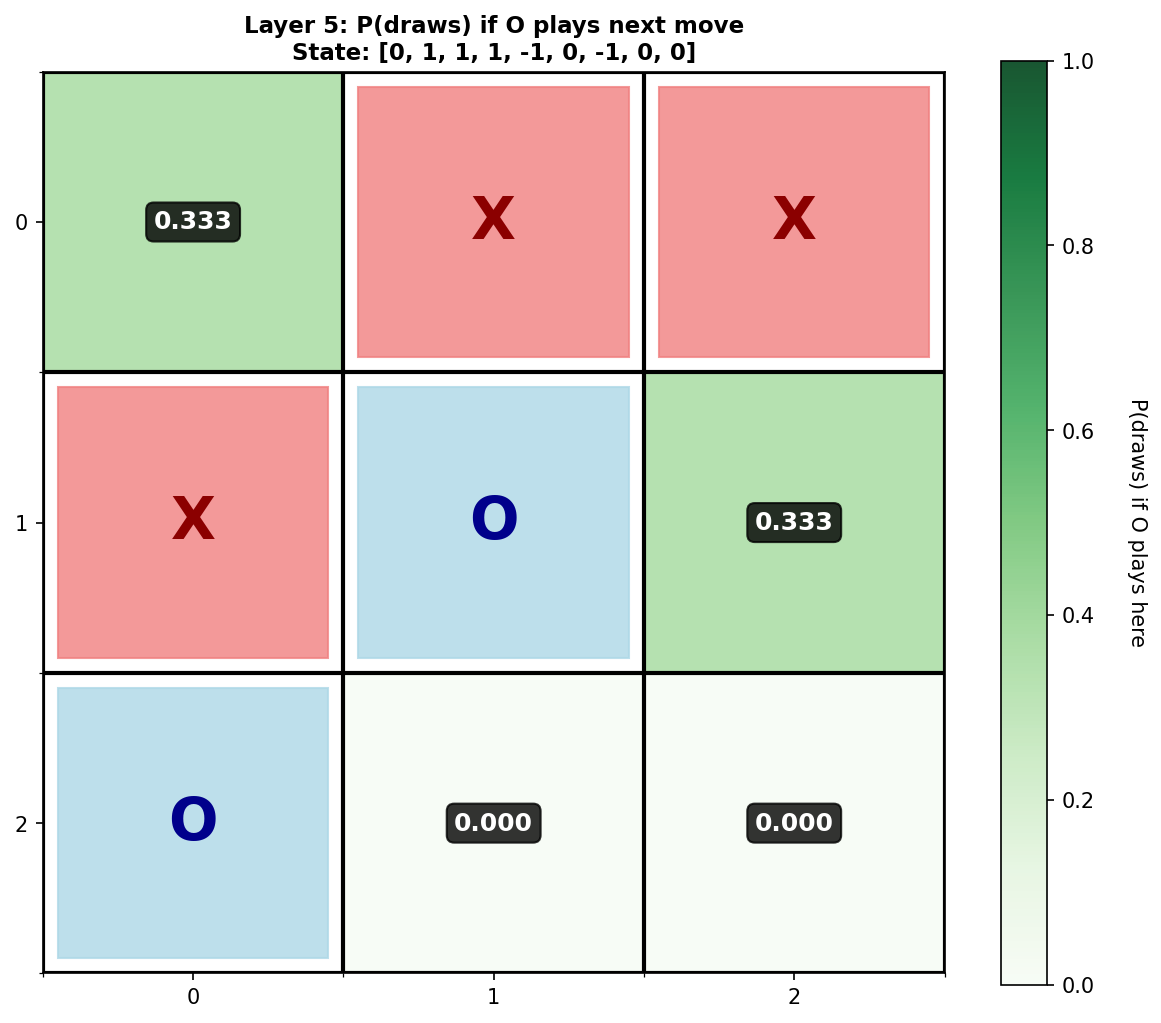 Layer 5: P(draws) if O plays next move
State: [0, 1, 1, 1, -1, 0, -1, 0, 0]
0.333 X X
X O 0.333
O 0.000 0.000
0
1
2
0 1 2
1.0
0.8
0.6
0.4
0.2
0.0
P(draws) if O plays here